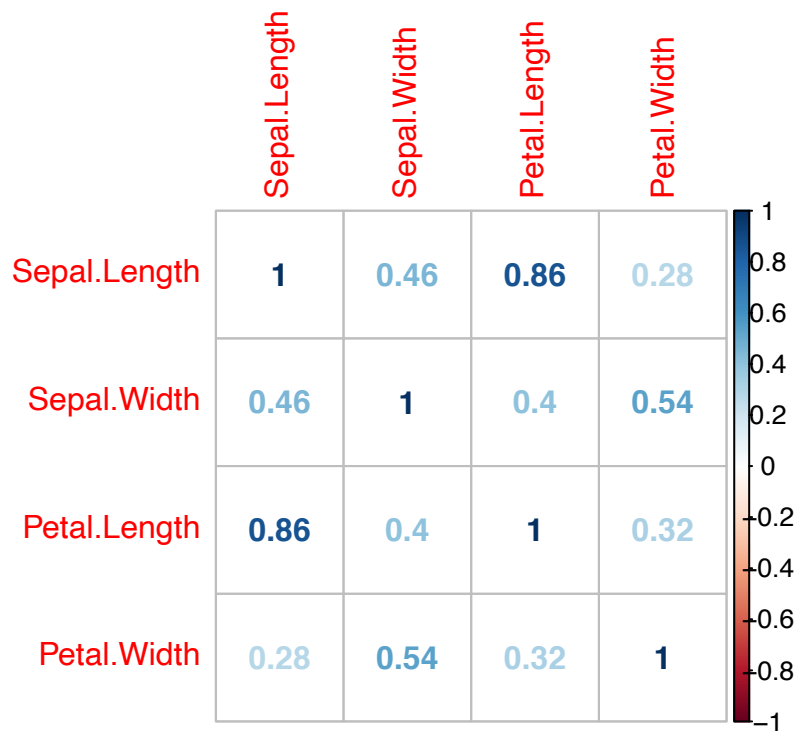 Sepal.Length
Sepal.Width
Petal.Length
Petal.Width
Sepal.Length 1 0.46 0.86 0.28
Sepal.Width 0.46 1 0.4 0.54
Petal.Length 0.86 0.4 1 0.32
Petal.Width 0.28 0.54 0.32 1
1
0.8
0.6
0.4
0.2
0
-0.2
-0.4
-0.6
-0.8
−1